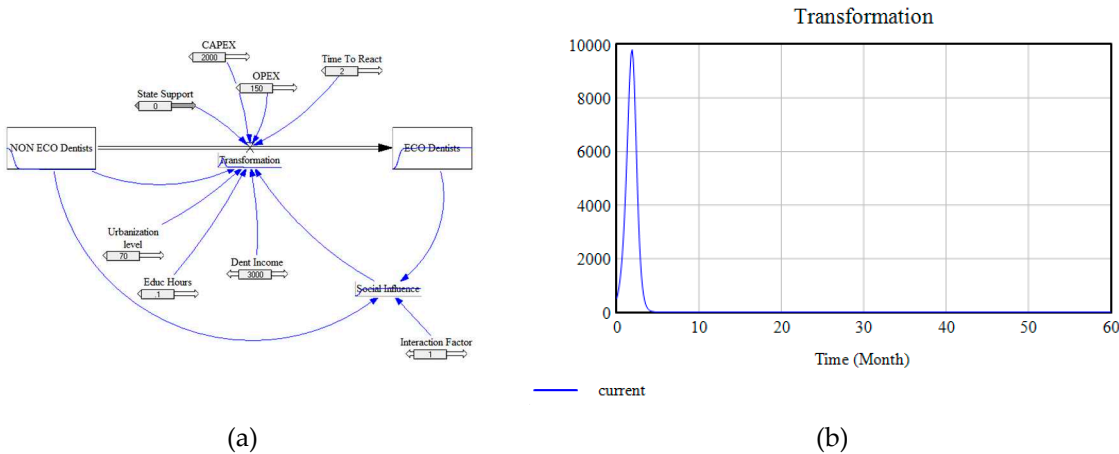 CAPEX
2000
OPEX
150
Time To React
2
State Support
0
NON ECO Dentists
ECO Dentists
Transformation
Urbanization
level
70
Educ Hours
.1
Dent Income
3000
Social Influence
Interaction Factor
1
(a)
Transformation
10000
8000
6000
4000
2000
0
0 10 20 30 40 50 60
Time (Month)
current
(b)